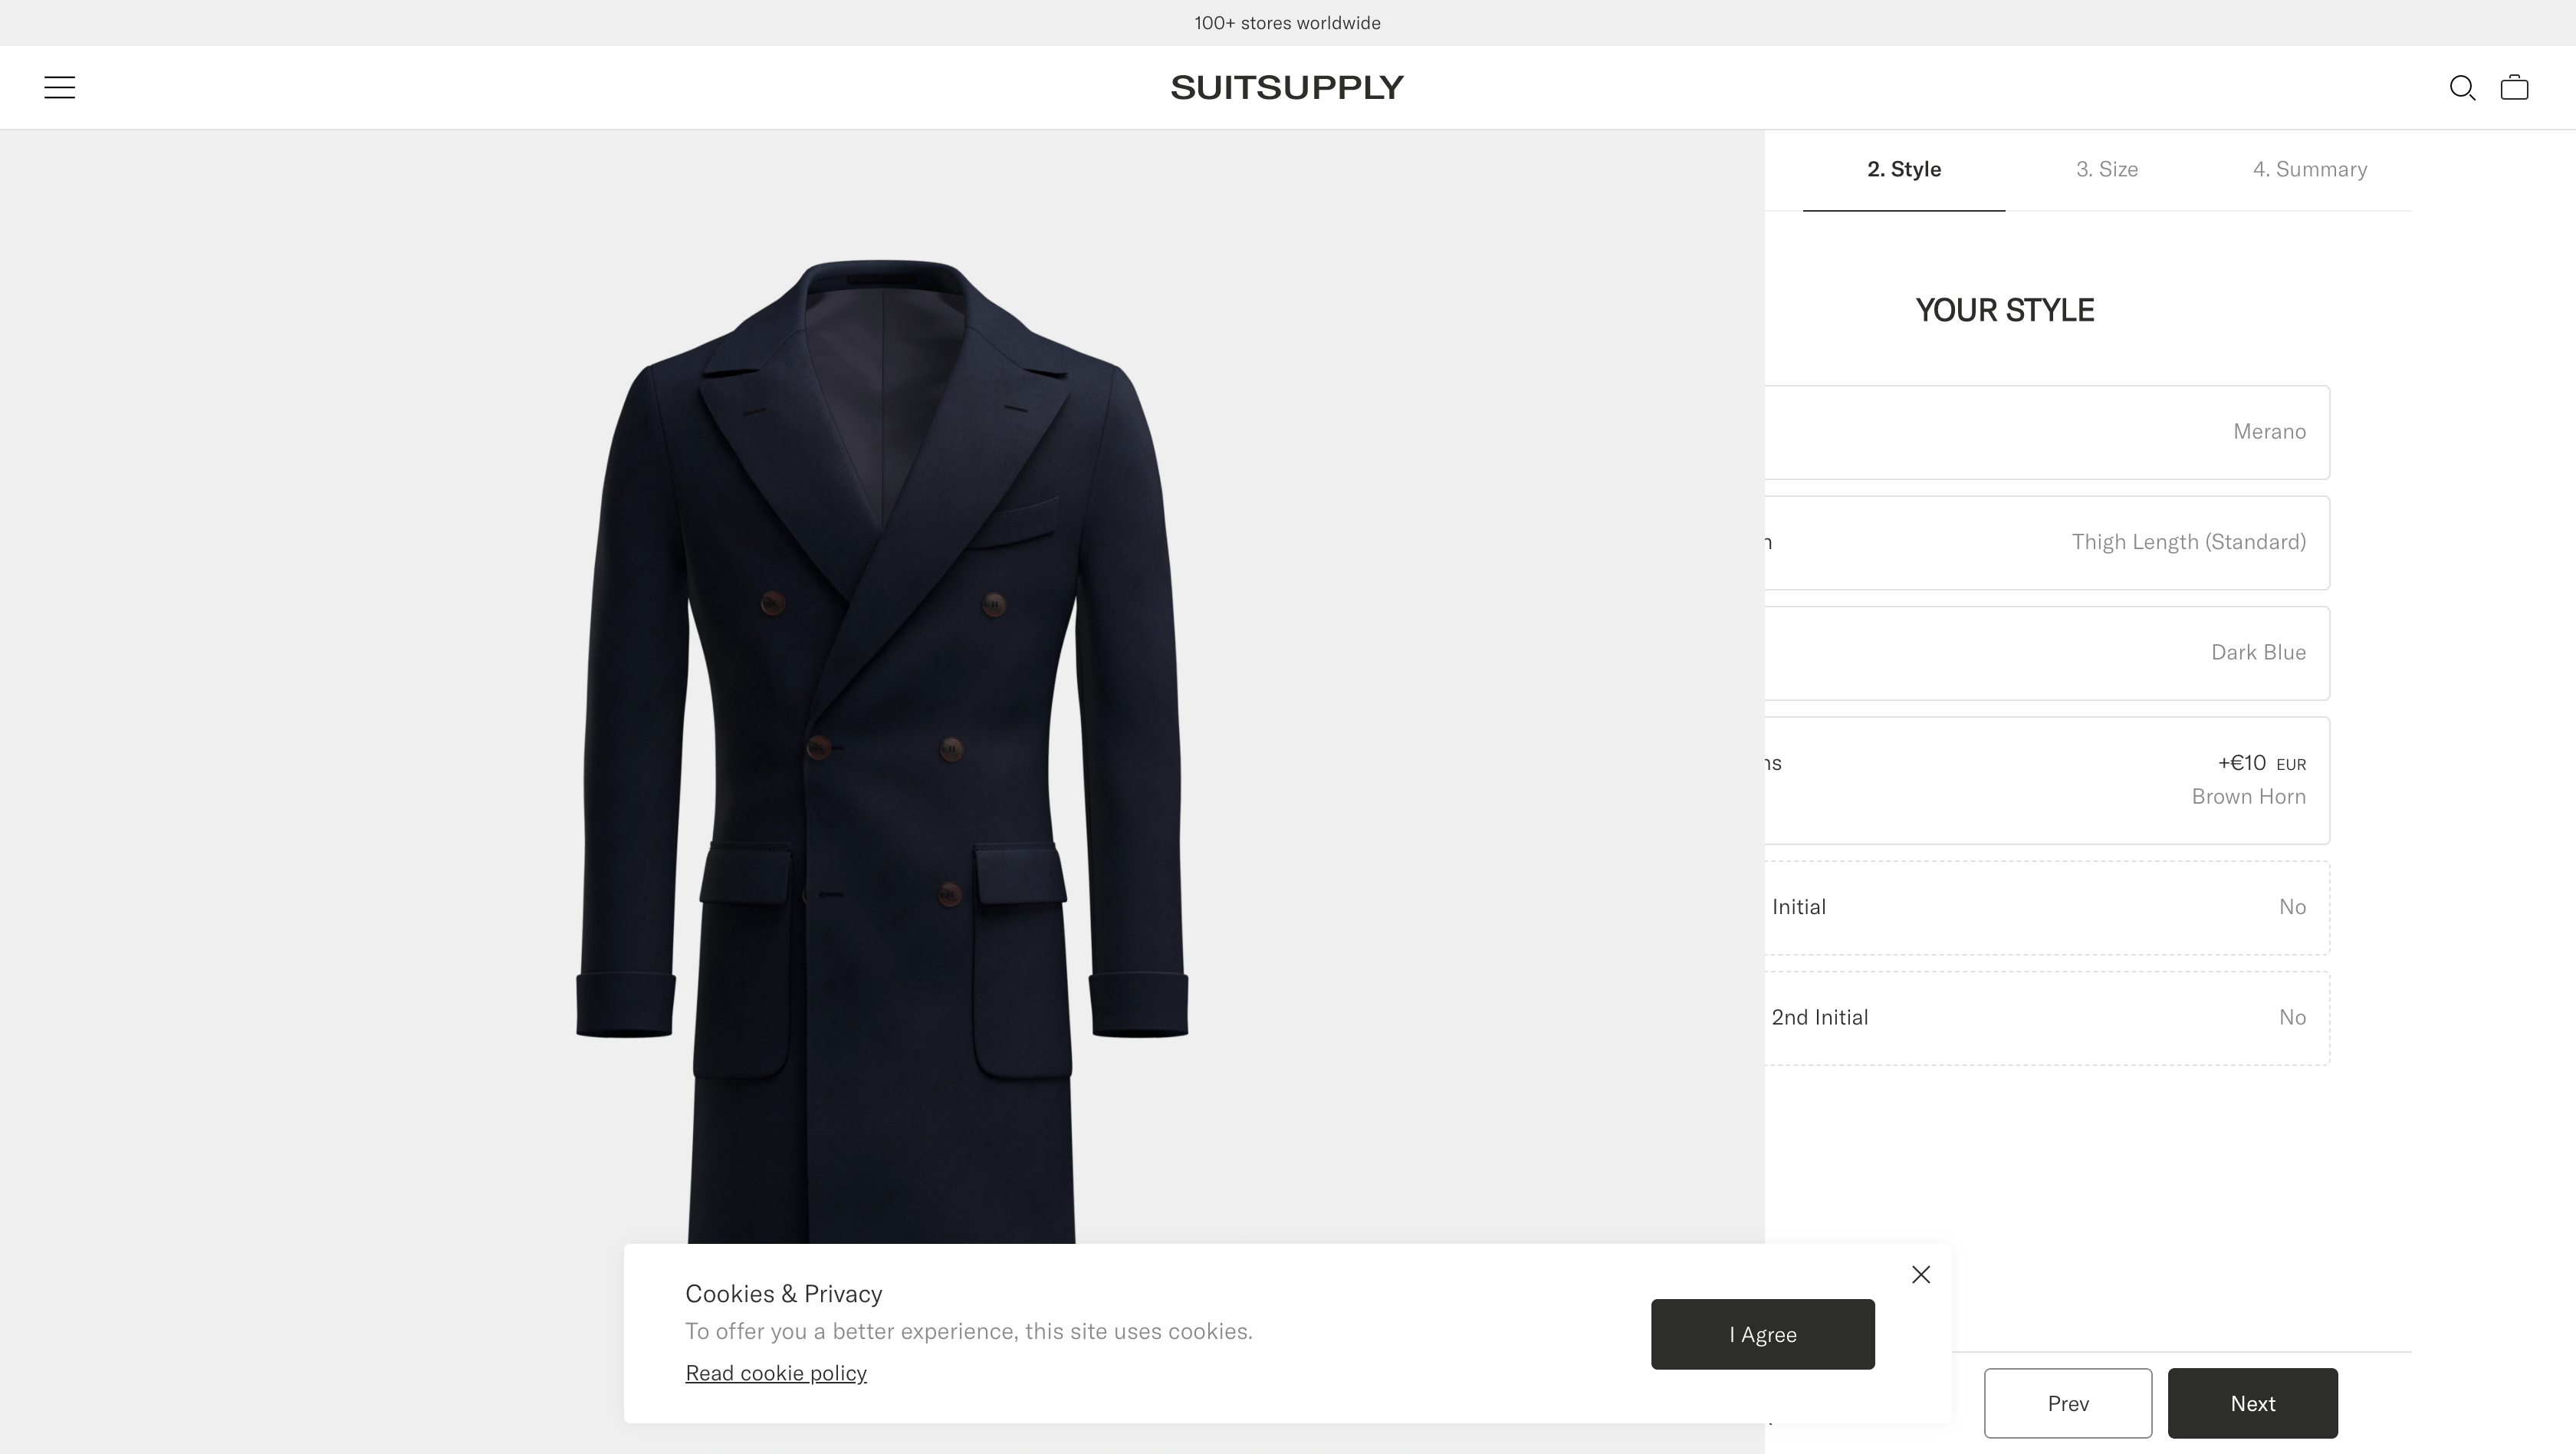 100+ stores worldwide
SUITSUPPLY
2. Style
3. Size
4. Summary
YOUR STYLE
Merano
Thigh Length (Standard)
Dark Blue
+€10 EUR
Brown Horn
Initial
No
2nd Initial
No
Cookies & Privacy
To offer you a better experience, this site uses cookies.
Read cookie policy
I Agree
Prev
Next